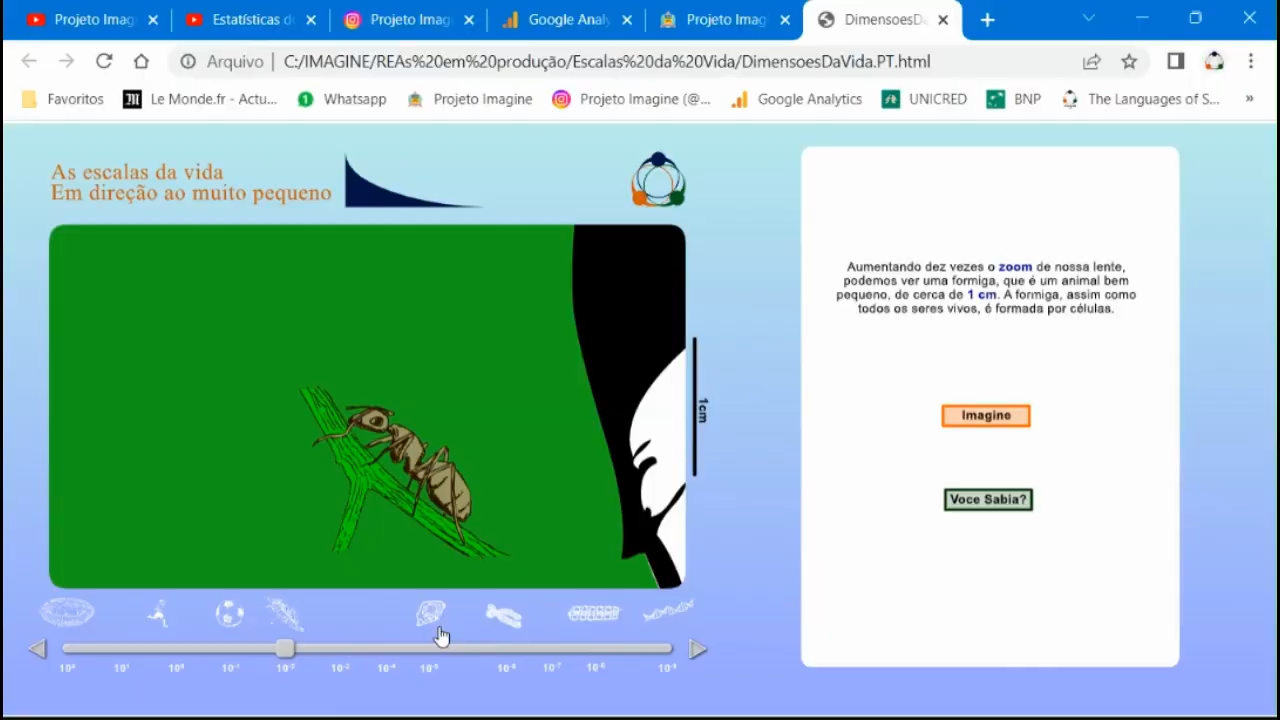 Projeto Imag
Estatísticas d
Projeto Imag
Google Anal
Projeto Imag
DimensoesDa
Arquivo
C:/IMAGINE/REAs%20em%20produção/Escalas%20da%20Vida/DimensoesDaVida.PT.html
Favoritos
Le Monde.fr - Actu...
Whatsapp
Projeto Imagine
Projeto Imagine (@...
Google Analytics
UNICRED
BNP
The Languages of S...
»
As escalas da vida
Em direção ao muito pequeno
1cm
Aumentando dez vezes o zoom de nossa lente,
podemos ver uma formiga, que é um animal bem
pequeno, de cerca de 1 cm. A formiga, assim como
todos os seres vivos, é formada por células.
Imagine
Voce Sabia?